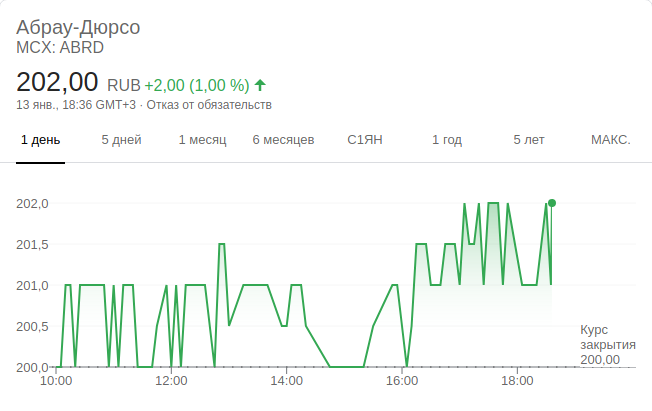 Абрау-Дюрсо
MCX: ABRD
202,00 RUB +2,00 (1,00 %)
13 янв., 18:36 GMT+3 · Отказ от обязательств
1 день 5 дней 1 месяц 6 месяцев С1ЯН 1 год 5 лет МАКС.
202,0
201,5
201,0
200,5
200,0
Курс
закрытия
200,00
10:00 12:00 14:00 16:00 18:00